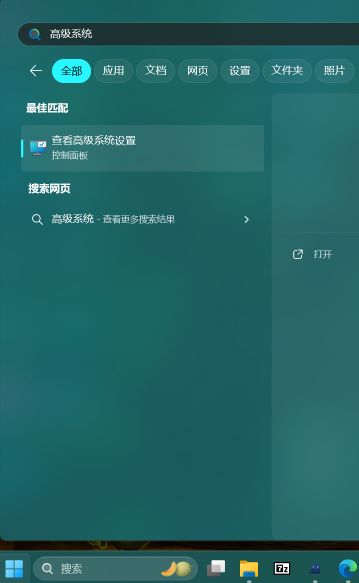 高级系统
全部 应用 文档 网页 设置 文件夹 照片
最佳匹配
查看高级系统设置
控制面板
搜索网页
高级系统 - 查看更多搜索结果
打开
搜索
7z